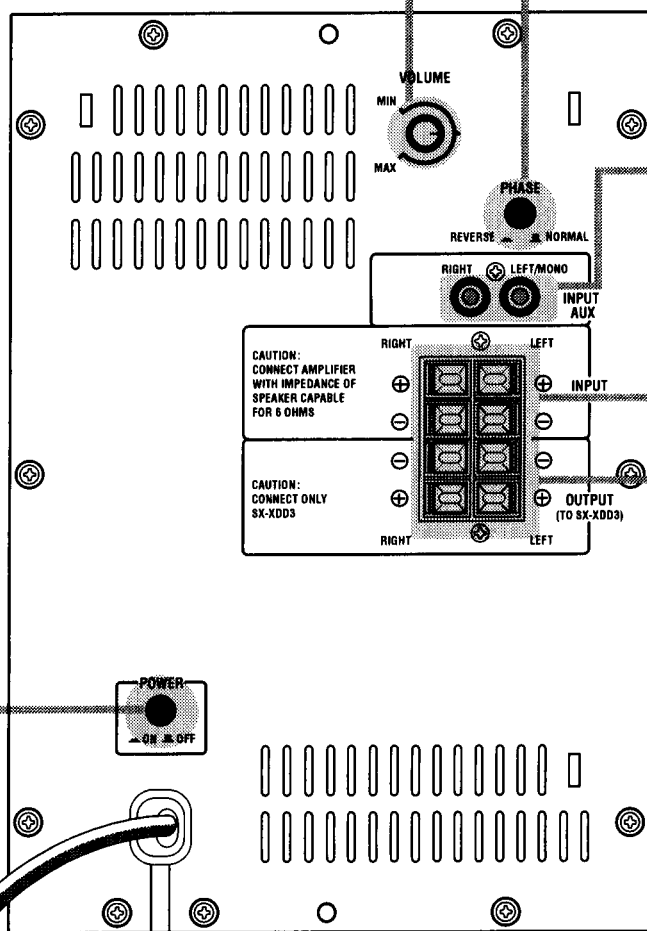 VOLUME
MIN
MAX
PHASE
REVERSE NORMAL
RIGHT LEFT/MONO
INPUT
AUX
RIGHT LEFT
CAUTION:
CONNECT AMPLIFIER
WITH IMPEDANCE OF
SPEAKER CAPABLE
FOR 6 OHMS
⊕ ⊕ INPUT
⊖ ⊖
⊖ ⊖
CAUTION:
CONNECT ONLY
SX-XDD3
⊕ ⊕ OUTPUT
(TO SX-XDD3)
RIGHT LEFT
POWER
ON OFF